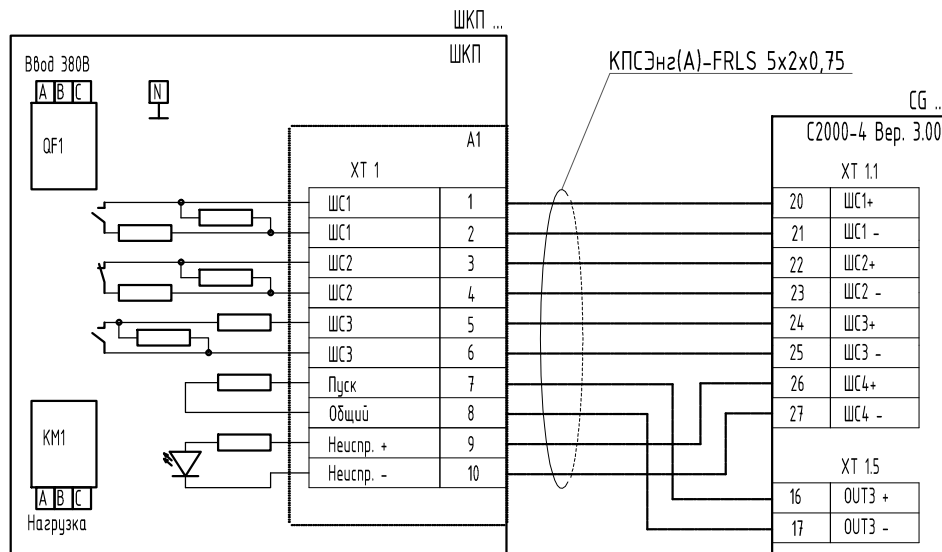 ШКП ...
ШКП
Ввод 380В
A B C
N
QF1
A1
XT 1
ШС1 1
ШС1 2
ШС2 3
ШС2 4
ШС3 5
ШС3 6
Пуск 7
Общий 8
Неиспр. + 9
Неиспр. - 10
KM1
A B C
Нагрузка
КПСЭнг(А)-FRLS 5x2x0,75
CG ..
С2000-4 Вер. 3.00
XT 1.1
20 ШС1+
21 ШС1 -
22 ШС2+
23 ШС2 -
24 ШС3+
25 ШС3 -
26 ШС4+
27 ШС4 -
XT 1.5
16 OUT3 +
17 OUT3 -